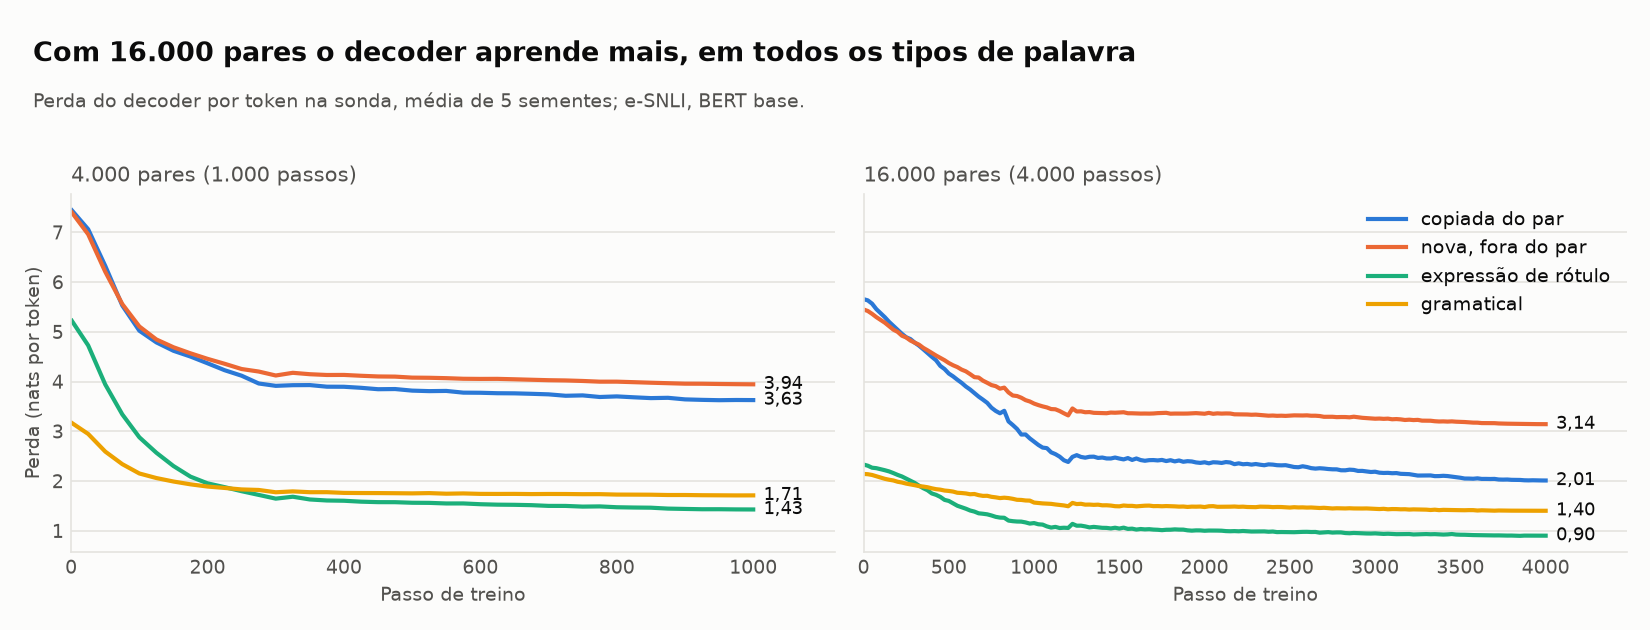 Com 16.000 pares o decoder aprende mais, em todos os tipos de palavra
Perda do decoder por token na sonda, média de 5 sementes; e-SNLI, BERT base.
4.000 pares (1.000 passos)
Perda (nats por token)
7
6
5
4
3
2
1
3,94
3,63
1,71
1,43
0 200 400 600 800 1000
Passo de treino
16.000 pares (4.000 passos)
copiada do par
nova, fora do par
expressão de rótulo
gramatical
3,14
2,01
1,40
0,90
0 500 1000 1500 2000 2500 3000 3500 4000
Passo de treino